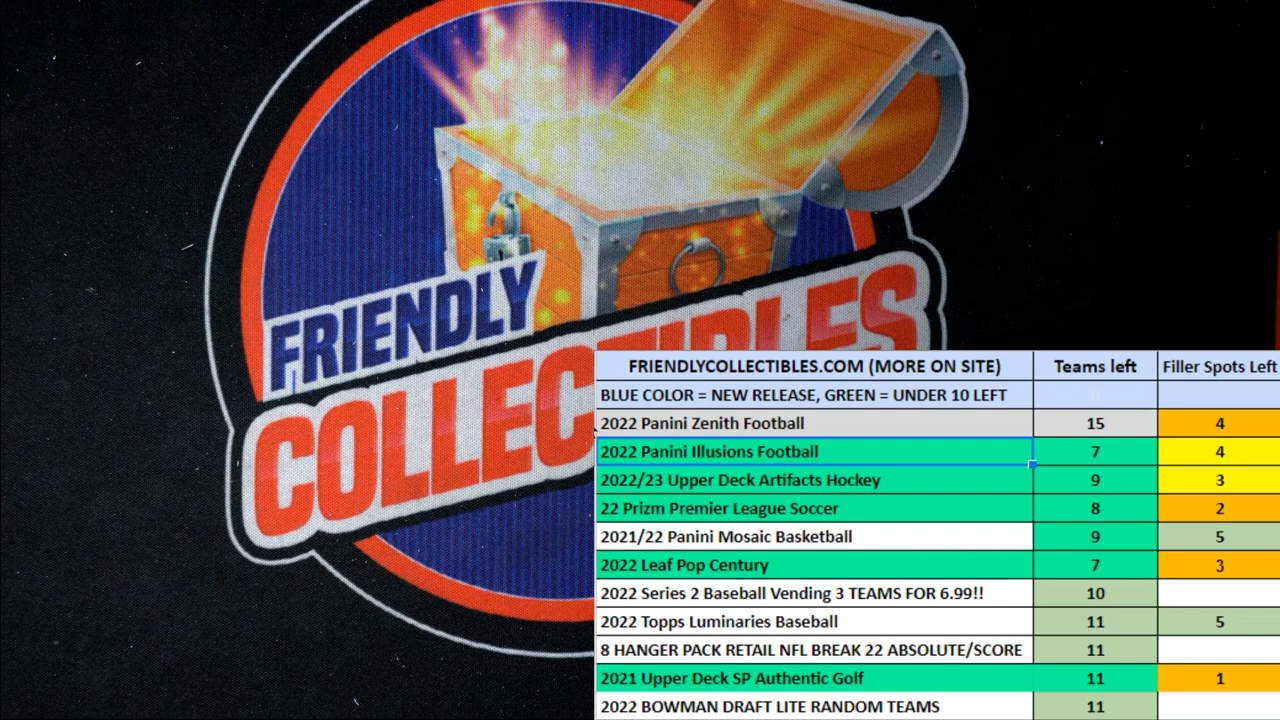 FRIENDLY
COLLECTIBLES
FRIENDLYCOLLECTIBLES.COM (MORE ON SITE) Teams left Filler Spots Left
BLUE COLOR = NEW RELEASE, GREEN = UNDER 10 LEFT
2022 Panini Zenith Football 15 4
2022 Panini Illusions Football 7 4
2022/23 Upper Deck Artifacts Hockey 9 3
22 Prizm Premier League Soccer 8 2
2021/22 Panini Mosaic Basketball 9 5
2022 Leaf Pop Century 7 3
2022 Series 2 Baseball Vending 3 TEAMS FOR 6.99!! 10
2022 Topps Luminaries Baseball 11 5
8 HANGER PACK RETAIL NFL BREAK 22 ABSOLUTE/SCORE 11
2021 Upper Deck SP Authentic Golf 11 1
2022 BOWMAN DRAFT LITE RANDOM TEAMS 11